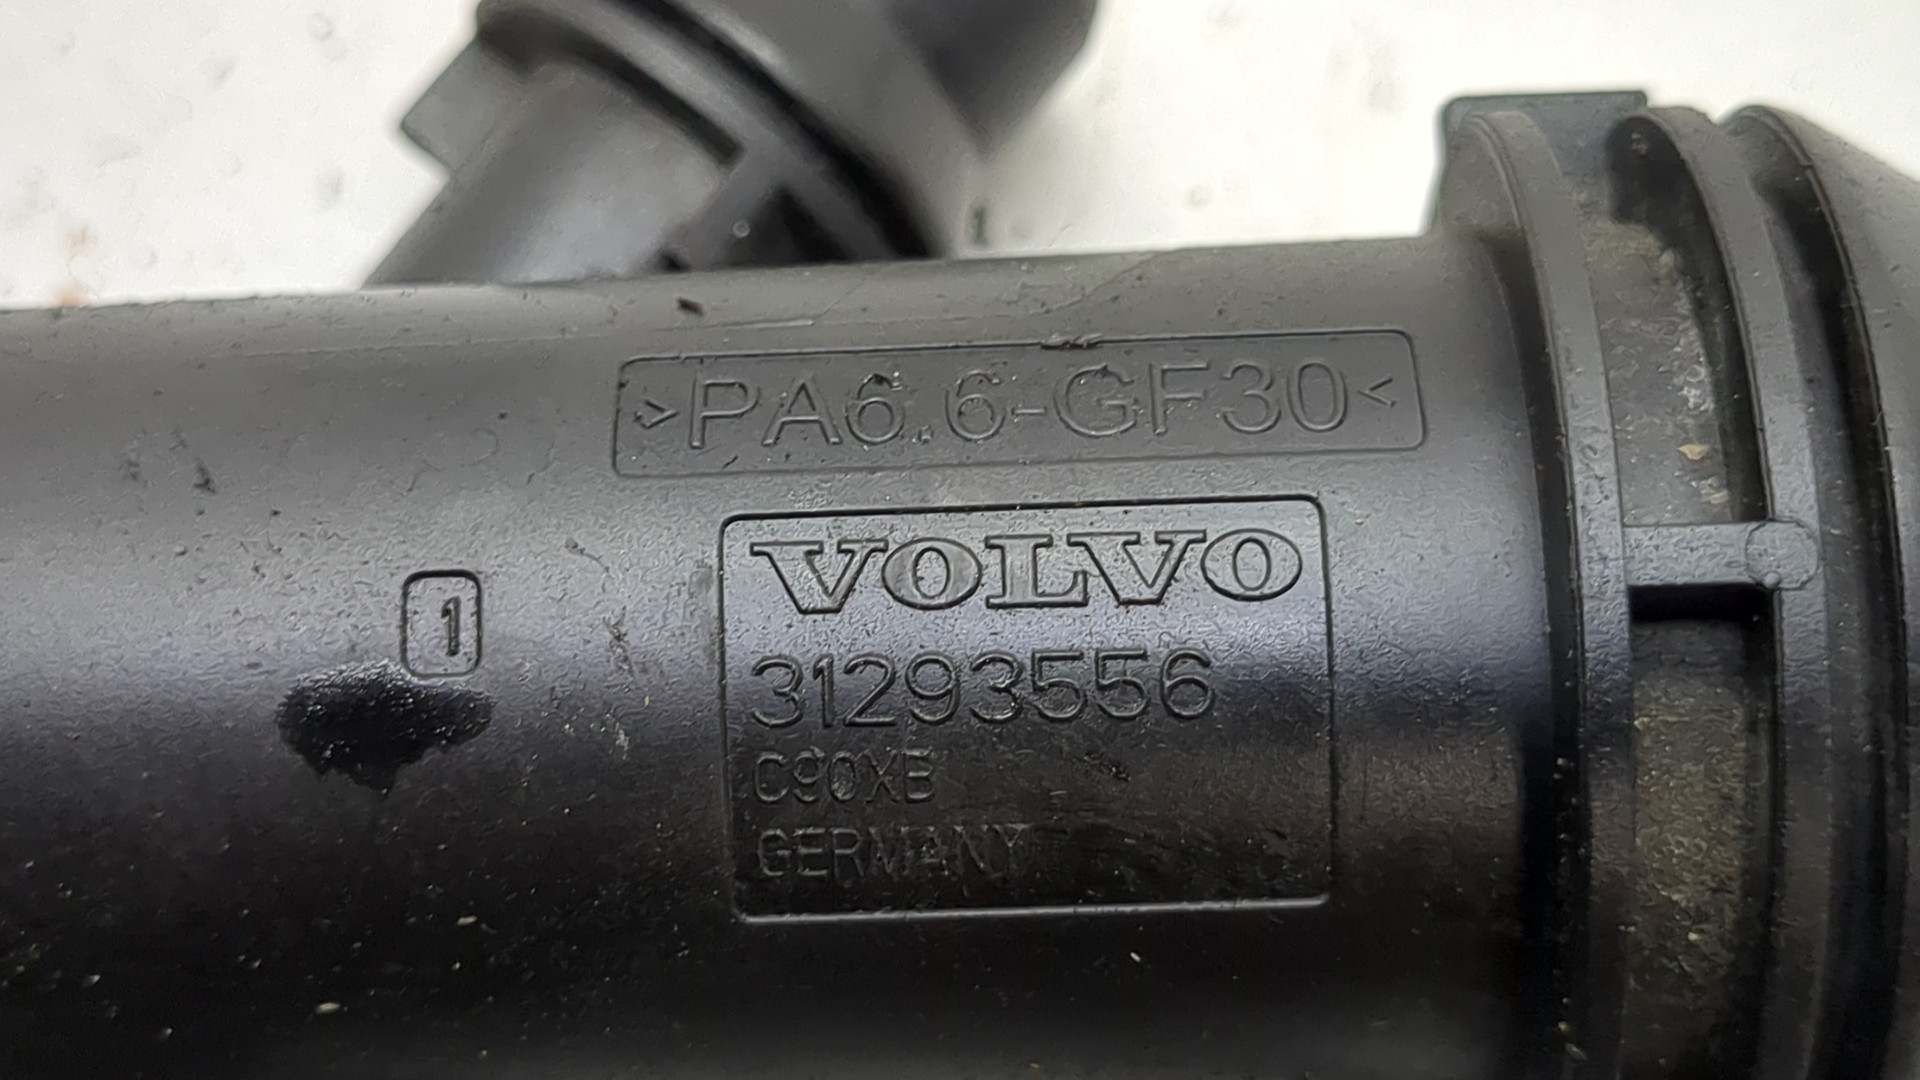 >PA6.6-GF30<
VOLVO
1
31293556
C90XB
GERMANY